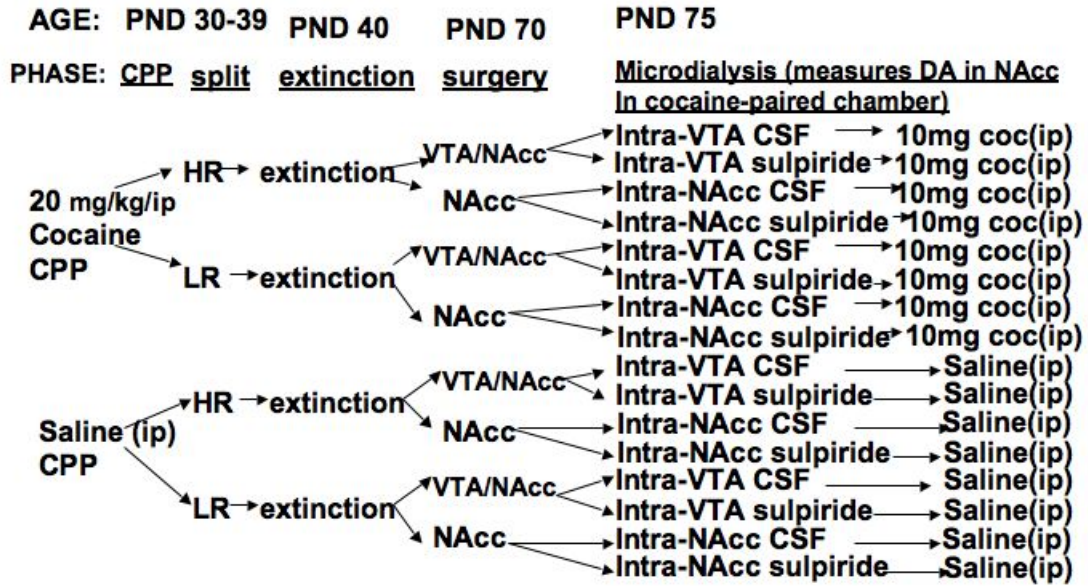 AGE: PND 30-39 PND 40 PND 70 PND 75
PHASE: CPP split extinction surgery Microdialysis (measures DA in NAcc
In cocaine-paired chamber)
Intra-VTA CSF 10mg coc(ip)
VTA/NAcc
Intra-VTA sulpiride 10mg coc(ip)
HR extinction
Intra-NAcc CSF 10mg coc(ip)
20 mg/kg/ip NAcc
Intra-NAcc sulpiride 10mg coc(ip)
Cocaine
Intra-VTA CSF 10mg coc(ip)
CPP VTA/NAcc
LR extinction Intra-VTA sulpiride 10mg coc(ip)
Intra-NAcc CSF 10mg coc(ip)
NAcc
Intra-NAcc sulpiride 10mg coc(ip)
Intra-VTA CSF Saline(ip)
VTA/NAcc
Intra-VTA sulpiride Saline(ip)
HR extinction
Intra-NAcc CSF Saline(ip)
Saline (ip) NAcc
Intra-NAcc sulpiride Saline(ip)
CPP
Intra-VTA CSF Saline(ip)
VTA/NAcc
LR extinction Intra-VTA sulpiride Saline(ip)
NAcc Intra-NAcc CSF Saline(ip)
Intra-NAcc sulpiride Saline(ip)